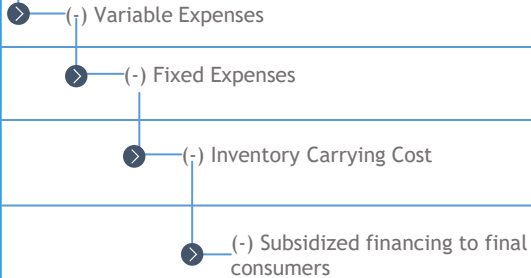 (-) Variable Expenses
(-) Fixed Expenses
(-) Inventory Carrying Cost
(-) Subsidized financing to final
consumers